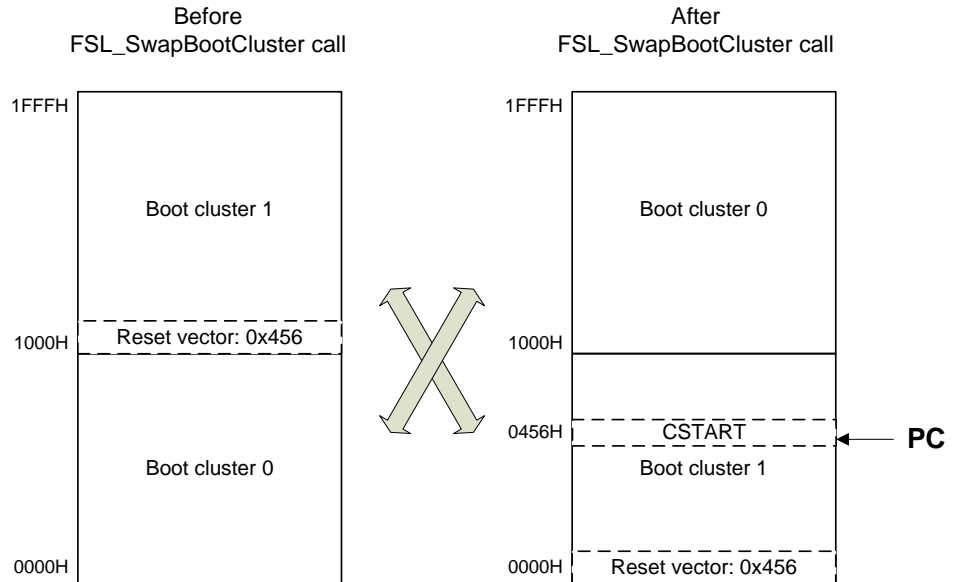 Before
FSL_SwapBootCluster call
1FFFH
Boot cluster 1
1000H
Reset vector: 0x456
Boot cluster 0
0000H
After
FSL_SwapBootCluster call
1FFFH
Boot cluster 0
1000H
0456H
CSTART
PC
Boot cluster 1
0000H
Reset vector: 0x456